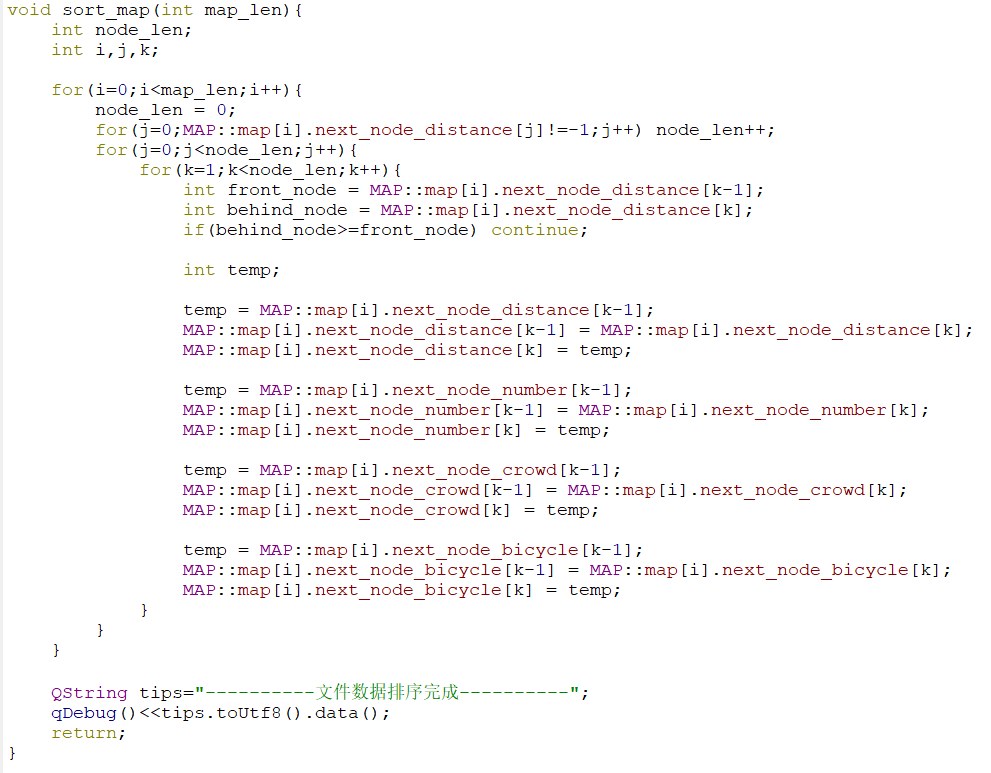 void sort_map(int map_len){
    int node_len;
    int i,j,k;

    for(i=0;i<map_len;i++){
        node_len = 0;
        for(j=0;MAP::map[i].next_node_distance[j]!=-1;j++) node_len++;
        for(j=0;j<node_len;j++){
            for(k=1;k<node_len;k++){
                int front_node = MAP::map[i].next_node_distance[k-1];
                int behind_node = MAP::map[i].next_node_distance[k];
                if(behind_node>=front_node) continue;

                int temp;

                temp = MAP::map[i].next_node_distance[k-1];
                MAP::map[i].next_node_distance[k-1] = MAP::map[i].next_node_distance[k];
                MAP::map[i].next_node_distance[k] = temp;

                temp = MAP::map[i].next_node_number[k-1];
                MAP::map[i].next_node_number[k-1] = MAP::map[i].next_node_number[k];
                MAP::map[i].next_node_number[k] = temp;

                temp = MAP::map[i].next_node_crowd[k-1];
                MAP::map[i].next_node_crowd[k-1] = MAP::map[i].next_node_crowd[k];
                MAP::map[i].next_node_crowd[k] = temp;

                temp = MAP::map[i].next_node_bicycle[k-1];
                MAP::map[i].next_node_bicycle[k-1] = MAP::map[i].next_node_bicycle[k];
                MAP::map[i].next_node_bicycle[k] = temp;
            }
        }
    }

    QString tips="----------文件数据排序完成----------";
    qDebug()<<tips.toUtf8().data();
    return;
}